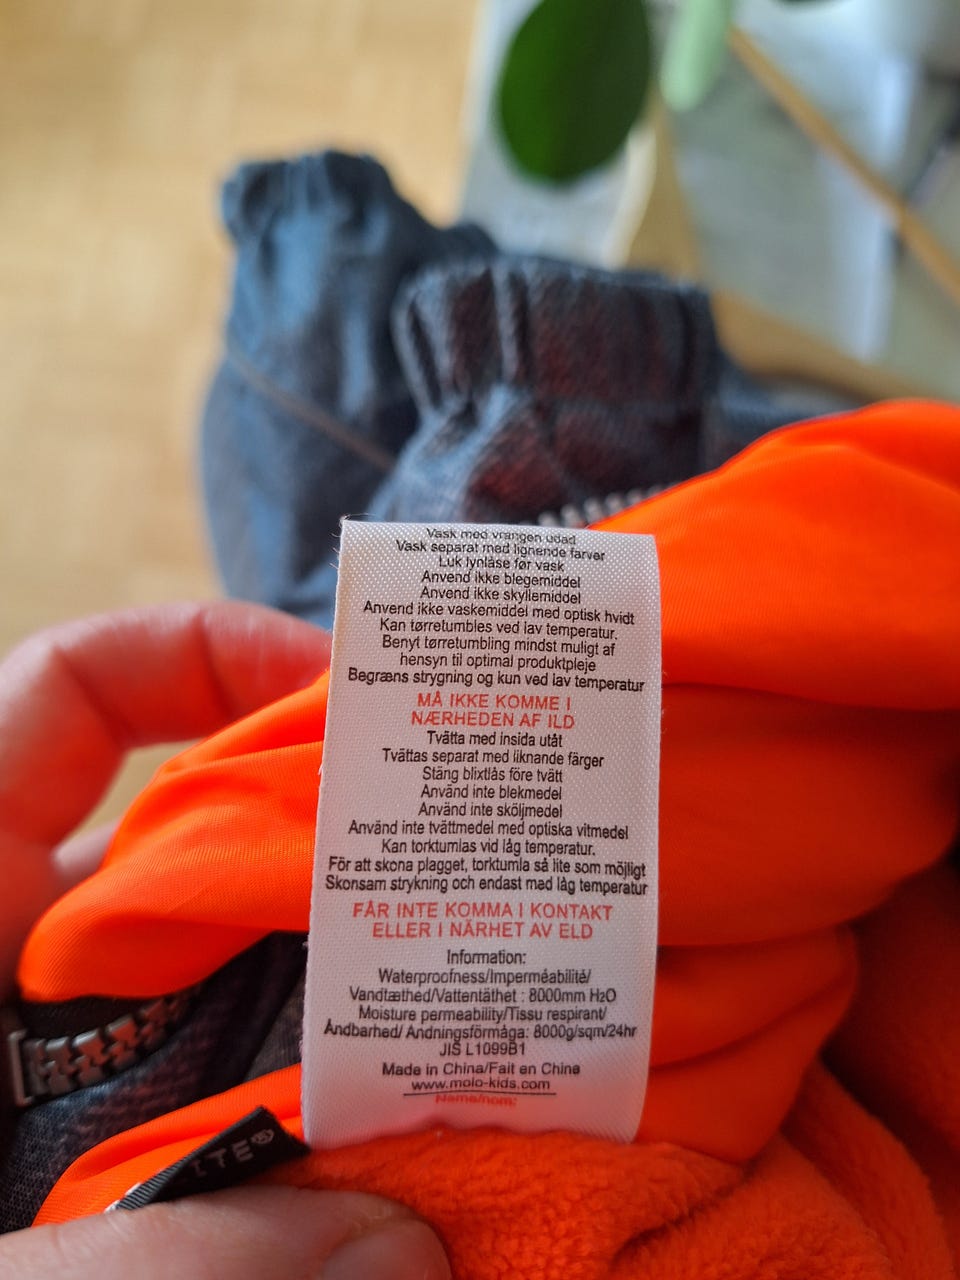 Vask med vrangen udad
Vask separat med lignende farver
Luk lynlåse før vask
Anvend ikke blegemiddel
Anvend ikke skyllemiddel
Anvend ikke vaskemiddel med optisk hvidt
Kan tørretumbles ved lav temperatur.
Benyt tørretumbling mindst muligt af
hensyn til optimal produktpleje
Begræns strygning og kun ved lav temperatur
MÅ IKKE KOMME I
NÆRHEDEN AF ILD
Tvätta med insida utåt
Tvättas separat med liknande färger
Stäng blixtlås före tvätt
Använd inte blekmedel
Använd inte sköljmedel
Använd inte tvättmedel med optiska vitmedel
Kan torktumlas vid låg temperatur.
För att skona plagget, torktumla så lite som möjligt
Skonsam strykning och endast med låg temperatur
FÅR INTE KOMMA I KONTAKT
ELLER I NÄRHET AV ELD
Information:
Waterproofness/Imperméabilité/
Vandtæthed/Vattentäthet : 8000mm H2O
Moisture permeability/Tissu respirant/
Åndbarhed/ Andningsförmåga: 8000g/sqm/24hr
JIS L1099B1
Made in China/Fait en Chine
www.molo-kids.com
Name/nom: